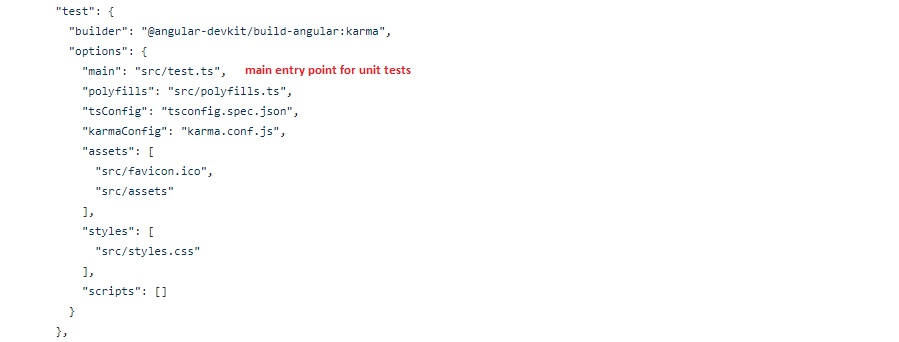 "test": {
"builder": "@angular-devkit/build-angular:karma",
"options": {
"main": "src/test.ts", main entry point for unit tests
"polyfills": "src/polyfills.ts",
"tsConfig": "tsconfig.spec.json",
"karmaConfig": "karma.conf.js",
"assets": [
"src/favicon.ico",
"src/assets"
],
"styles": [
"src/styles.css"
],
"scripts": []
}
},